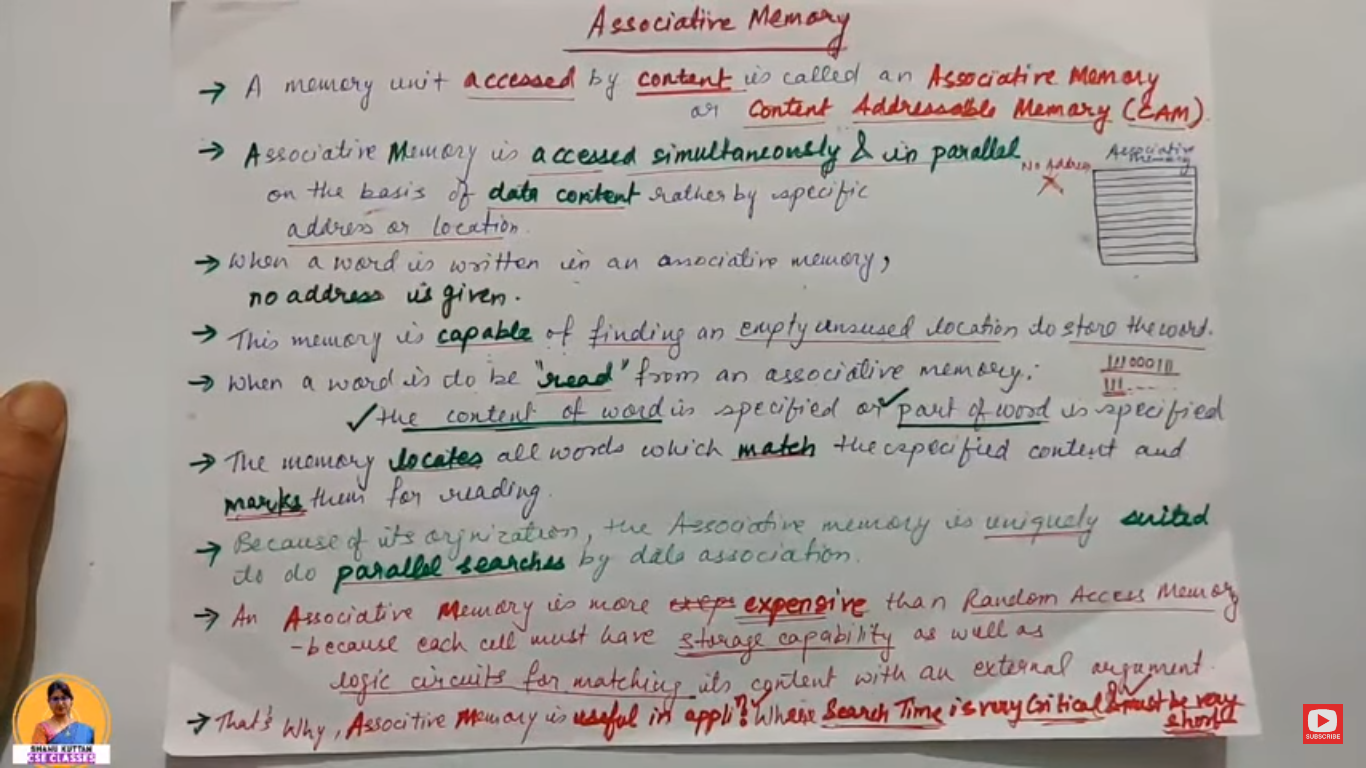 Associative Memory
→ A memory unit accessed by content is called an Associative Memory
or Content Addressable Memory (CAM).
→ Associative Memory is accessed simultaneously & in parallel
on the basis of data content rather by specific
address or location.
No Address
Associative Memory
→ When a word is written in an associative memory,
no address is given.
→ This memory is capable of finding an empty unsused location to store the word.
11100011
111----
→ When a word is to be "read" from an associative memory:
✓ the content of word is specified or ✓ part of word is specified
→ The memory locates all words which match the specified content and
marks them for reading.
→ Because of its orgnization, the Associative memory is uniquely suited
to do parallel searches by data association.
→ An Associative Memory is more expensive than Random Access Memory
- because each cell must have storage capability as well as
logic circuits for matching its content with an external argument.
→ That's Why, Associtive Memory is useful in appli? Where Search Time is very Critical & must be very
short
BHANU KUTTAN
CSE CLASSES
SUBSCRIBE